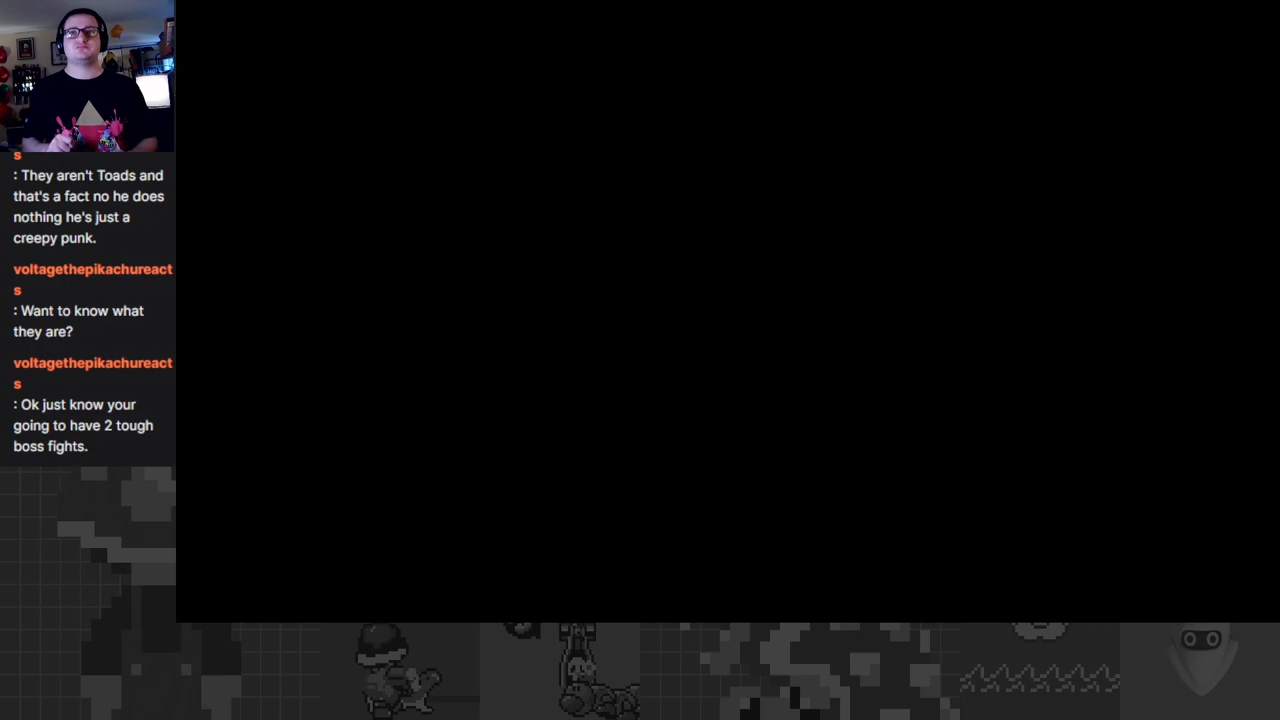 s
: They aren't Toads and
that's a fact no he does
nothing he's just a
creepy punk.
voltagethepikachureact
s
: Want to know what
they are?
voltagethepikachureact
s
: Ok just know your
going to have 2 tough
boss fights.